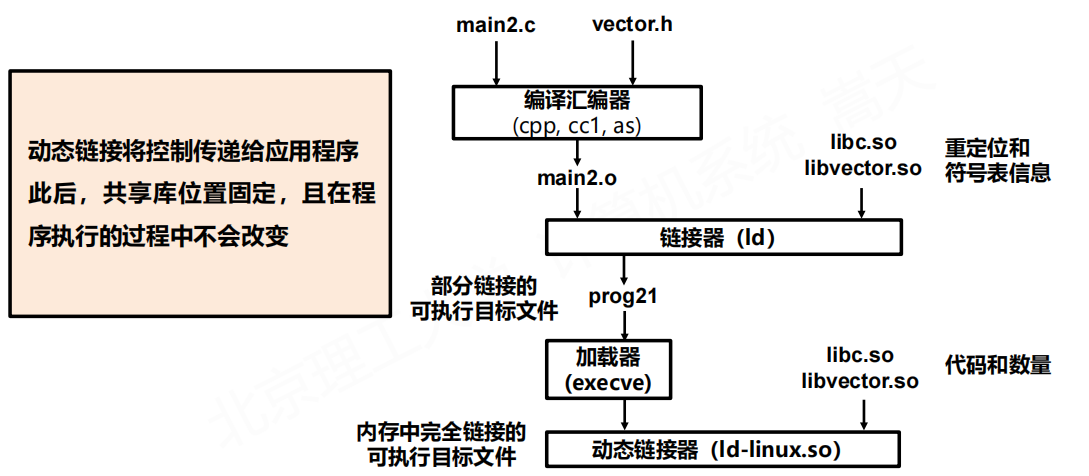 main2.c
vector.h
编译汇编器
(cpp, cc1, as)
动态链接将控制传递给应用程序
此后，共享库位置固定，且在程
序执行的过程中不会改变
main2.o
libc.so
libvector.so
重定位和
符号表信息
链接器（ld）
部分链接的
可执行目标文件
prog21
加载器
(execve)
libc.so
libvector.so
代码和数量
内存中完全链接的
可执行目标文件
动态链接器（ld-linux.so）